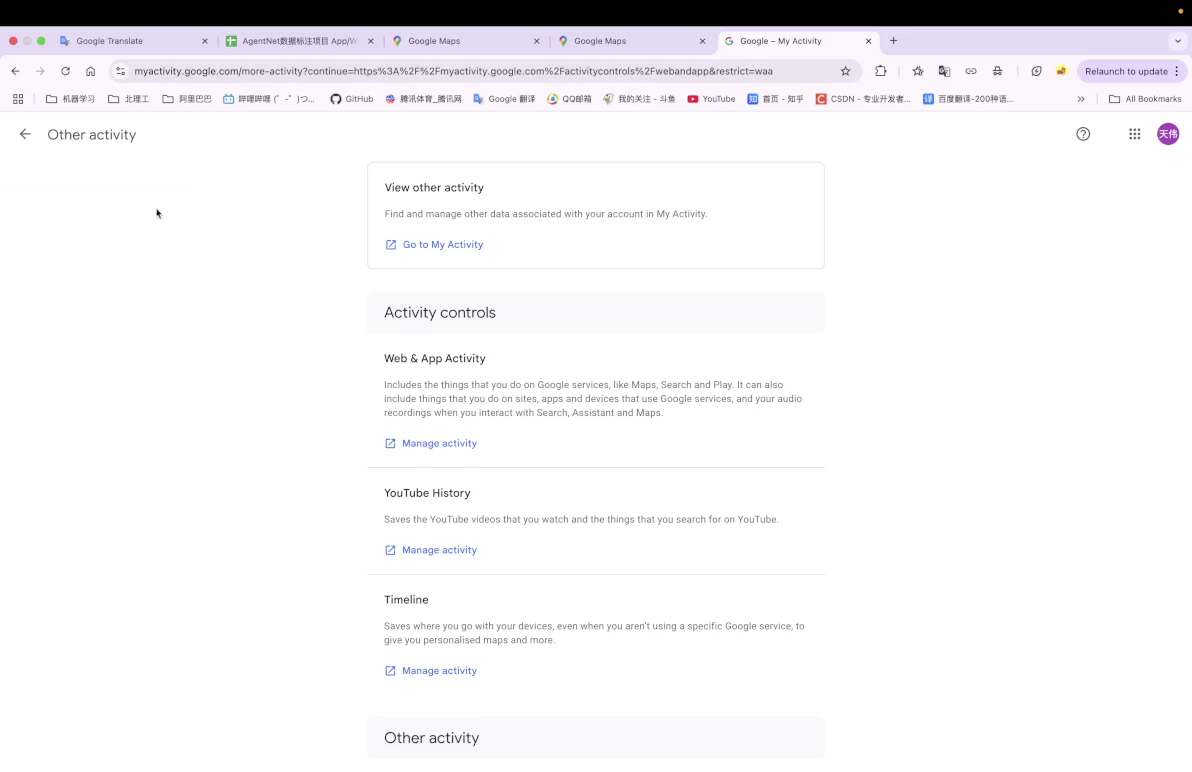 Google Translate
AgentNet数据标注项目 App/W
Google Maps
Google Maps
Google – My Activity
myactivity.google.com/more-activity?continue=https%3A%2F%2Fmyactivity.google.com%2Factivitycontrols%2Fwebandapp&restrict=waa
Relaunch to update
机器学习
北理工
阿里巴巴
哔哩哔哩 (゜-゜)つ...
GitHub
腾讯体育_腾讯网
Google 翻译
QQ邮箱
我的关注 - 斗鱼
YouTube
知 首页 - 知乎
C CSDN - 专业开发者...
译 百度翻译-200种语...
All Bookmarks
Other activity
天伟
View other activity
Find and manage other data associated with your account in My Activity.
Go to My Activity
Activity controls
Web & App Activity
Includes the things that you do on Google services, like Maps, Search and Play. It can also
include things that you do on sites, apps and devices that use Google services, and your audio
recordings when you interact with Search, Assistant and Maps.
Manage activity
YouTube History
Saves the YouTube videos that you watch and the things that you search for on YouTube.
Manage activity
Timeline
Saves where you go with your devices, even when you aren't using a specific Google service, to
give you personalised maps and more.
Manage activity
Other activity